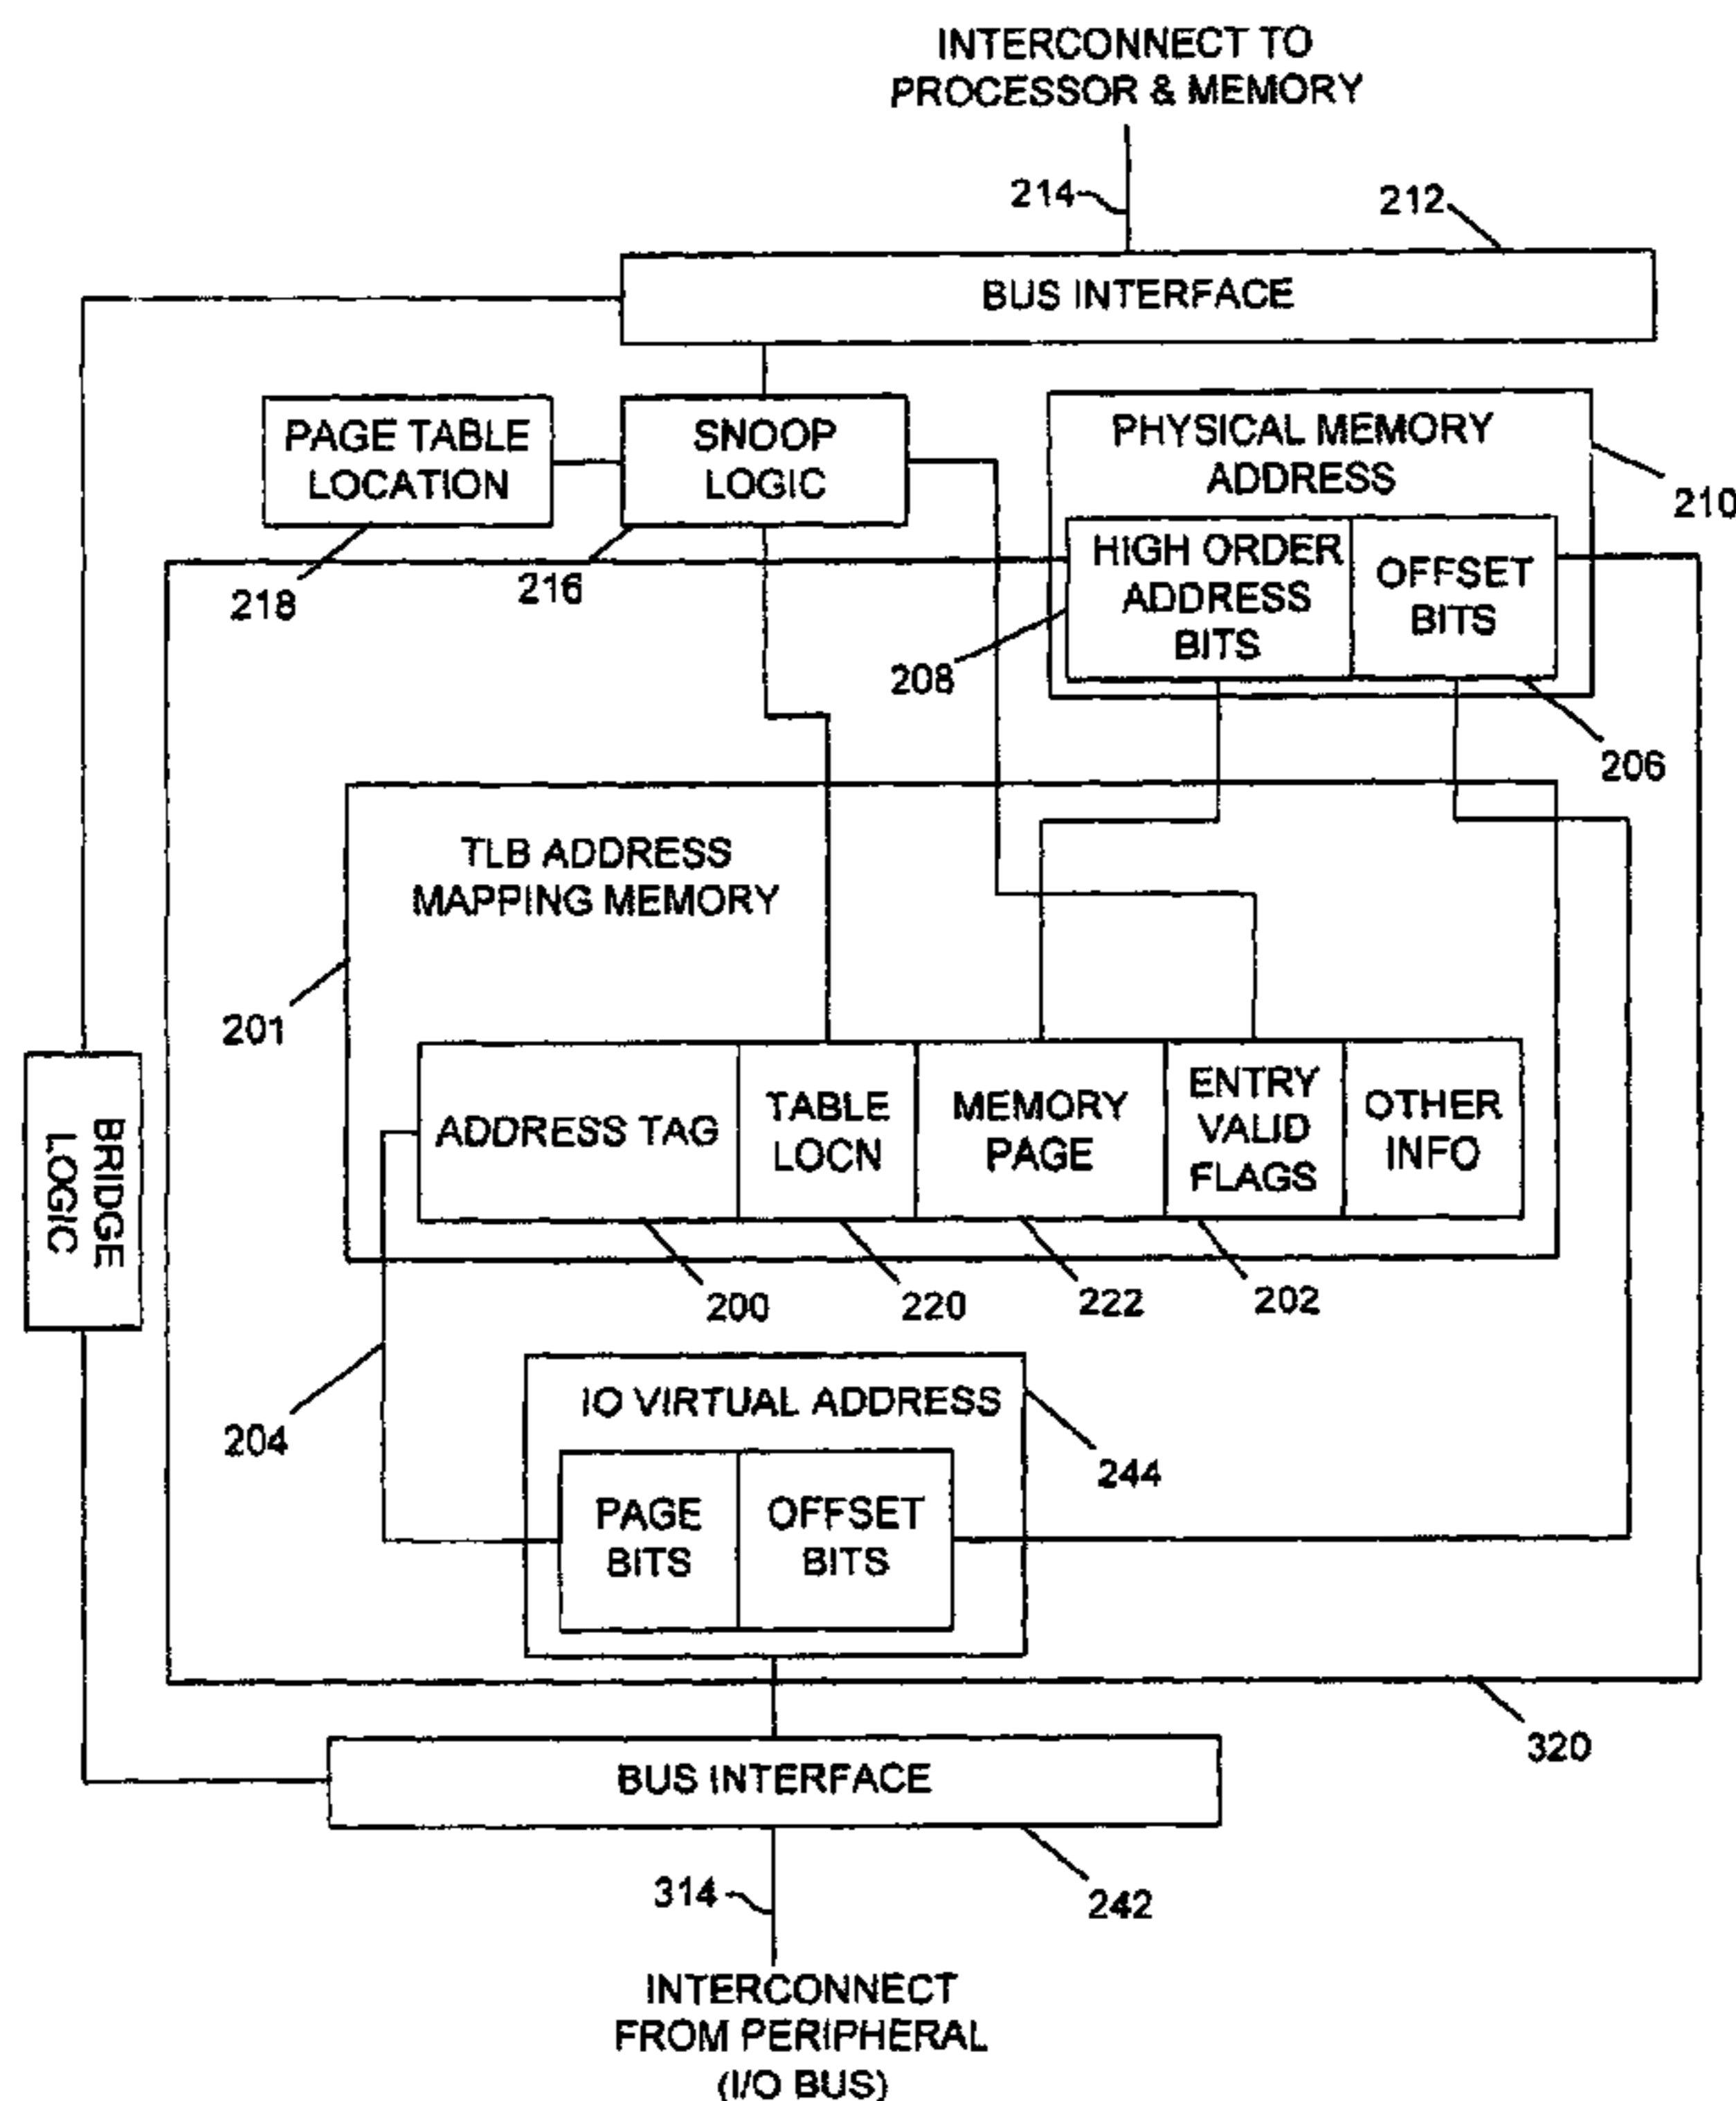 INTERCONNECT TO
PROCESSOR & MEMORY
214
212
BUS INTERFACE
PAGE TABLE
LOCATION
SNOOP
LOGIC
PHYSICAL MEMORY
ADDRESS
210
HIGH ORDER
ADDRESS
BITS
OFFSET
BITS
218
216
208
206
TLB ADDRESS
MAPPING MEMORY
201
BRIDGE
LOGIC
ADDRESS TAG
TABLE
LOCN
MEMORY
PAGE
ENTRY
VALID
FLAGS
OTHER
INFO
200
220
222
202
204
IO VIRTUAL ADDRESS
244
PAGE
BITS
OFFSET
BITS
320
BUS INTERFACE
314
242
INTERCONNECT
FROM PERIPHERAL
(I/O BUS)